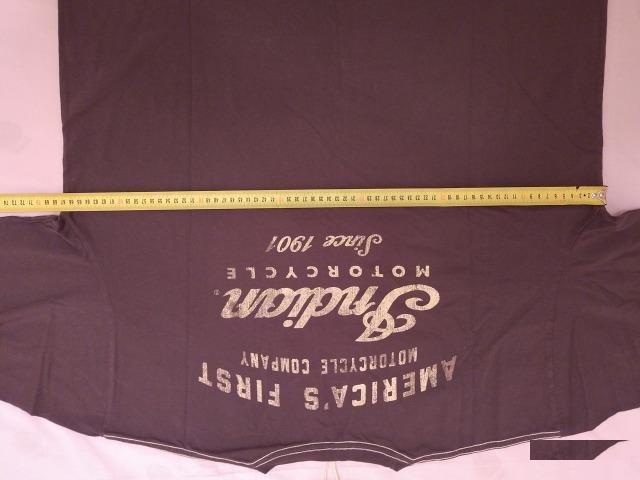 AMERICA'S FIRST
MOTORCYCLE COMPANY
Indian
MOTORCYCLE
Since 1901